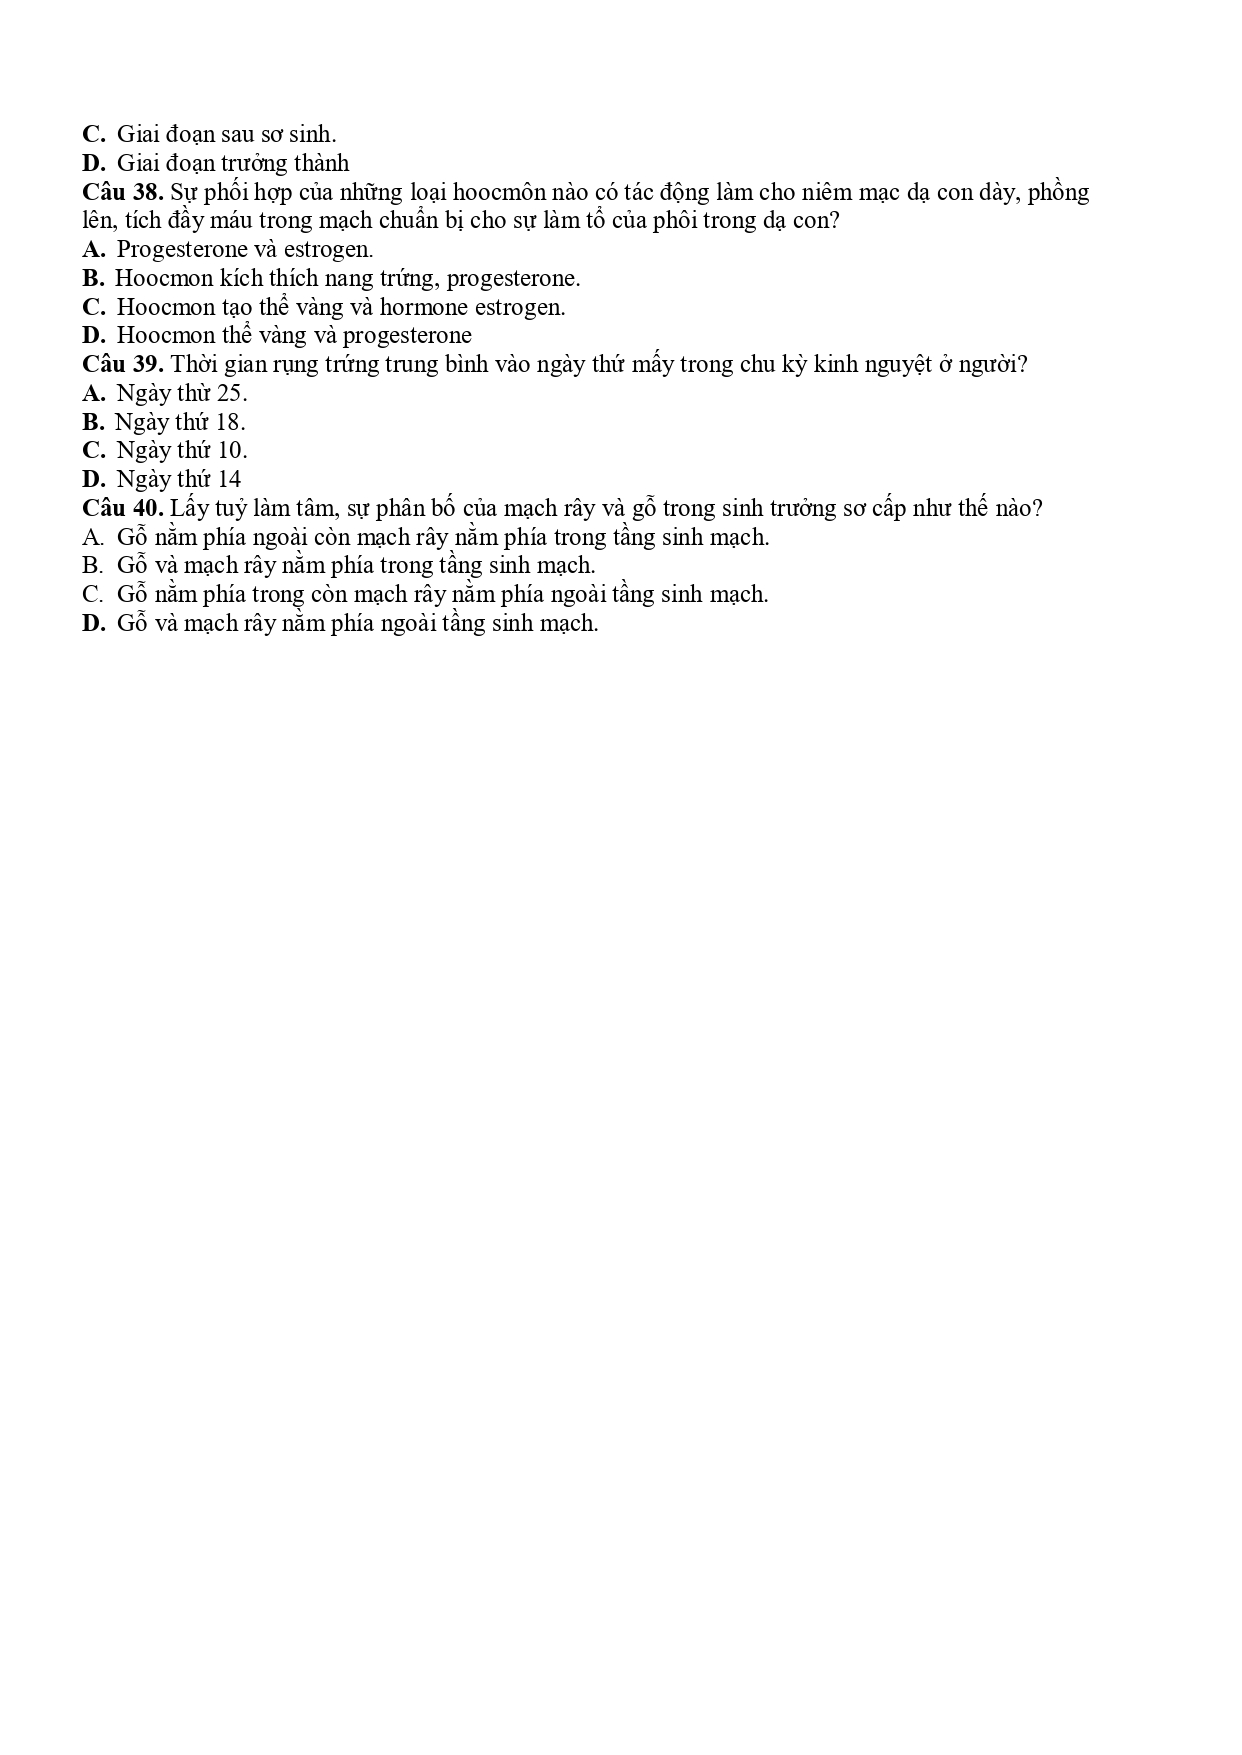 C. Giai đoạn sau sơ sinh.
D. Giai đoạn trưởng thành
Câu 38. Sự phối hợp của những loại hoocmôn nào có tác động làm cho niêm mạc dạ con dày, phồng
lên, tích đầy máu trong mạch chuẩn bị cho sự làm tổ của phôi trong dạ con?
A. Progesterone và estrogen.
B. Hoocmon kích thích nang trứng, progesterone.
C. Hoocmon tạo thể vàng và hormone estrogen.
D. Hoocmon thể vàng và progesterone
Câu 39. Thời gian rụng trứng trung bình vào ngày thứ mấy trong chu kỳ kinh nguyệt ở người?
A. Ngày thừ 25.
B. Ngày thứ 18.
C. Ngày thứ 10.
D. Ngày thứ 14
Câu 40. Lấy tuỷ làm tâm, sự phân bố của mạch rây và gỗ trong sinh trưởng sơ cấp như thế nào?
A. Gỗ nằm phía ngoài còn mạch rây nằm phía trong tầng sinh mạch.
B. Gỗ và mạch rây nằm phía trong tầng sinh mạch.
C. Gỗ nằm phía trong còn mạch rây nằm phía ngoài tầng sinh mạch.
D. Gỗ và mạch rây nằm phía ngoài tầng sinh mạch.